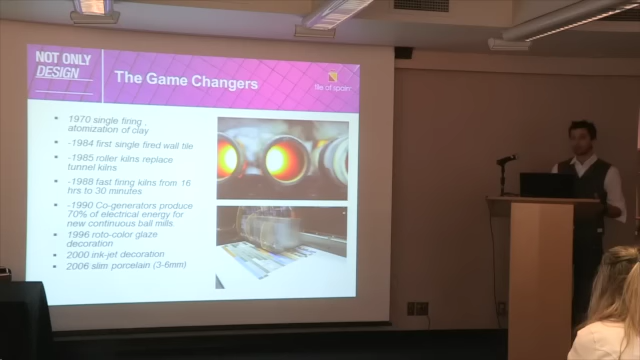 NOT ONLY
DESIGN
The Game Changers
tile of spain
1970 single firing ,
atomization of clay
-1984 first single fired wall tile
-1985 roller kilns replace
tunnel kilns
-1988 fast firing kilns from 16
hrs to 30 minutes
-1990 Co-generators produce
70% of electrical energy for
new continuous ball mills.
1996 roto-color glaze
decoration
2000 ink-jet decoration
2006 slim porcelain (3-6mm)